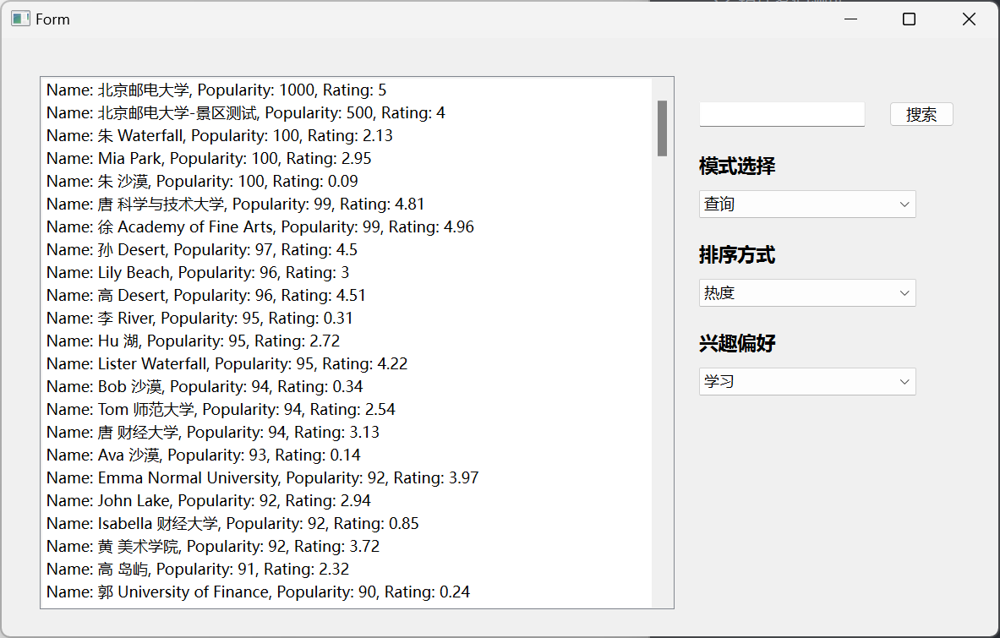 Form
Name: 北京邮电大学, Popularity: 1000, Rating: 5
Name: 北京邮电大学-景区测试, Popularity: 500, Rating: 4
Name: 朱 Waterfall, Popularity: 100, Rating: 2.13
Name: Mia Park, Popularity: 100, Rating: 2.95
Name: 朱 沙漠, Popularity: 100, Rating: 0.09
Name: 唐 科学与技术大学, Popularity: 99, Rating: 4.81
Name: 徐 Academy of Fine Arts, Popularity: 99, Rating: 4.96
Name: 孙 Desert, Popularity: 97, Rating: 4.5
Name: Lily Beach, Popularity: 96, Rating: 3
Name: 高 Desert, Popularity: 96, Rating: 4.51
Name: 李 River, Popularity: 95, Rating: 0.31
Name: Hu 湖, Popularity: 95, Rating: 2.72
Name: Lister Waterfall, Popularity: 95, Rating: 4.22
Name: Bob 沙漠, Popularity: 94, Rating: 0.34
Name: Tom 师范大学, Popularity: 94, Rating: 2.54
Name: 唐 财经大学, Popularity: 94, Rating: 3.13
Name: Ava 沙漠, Popularity: 93, Rating: 0.14
Name: Emma Normal University, Popularity: 92, Rating: 3.97
Name: John Lake, Popularity: 92, Rating: 2.94
Name: Isabella 财经大学, Popularity: 92, Rating: 0.85
Name: 黄 美术学院, Popularity: 92, Rating: 3.72
Name: 高 岛屿, Popularity: 91, Rating: 2.32
Name: 郭 University of Finance, Popularity: 90, Rating: 0.24
搜索
模式选择
查询
排序方式
热度
兴趣偏好
学习